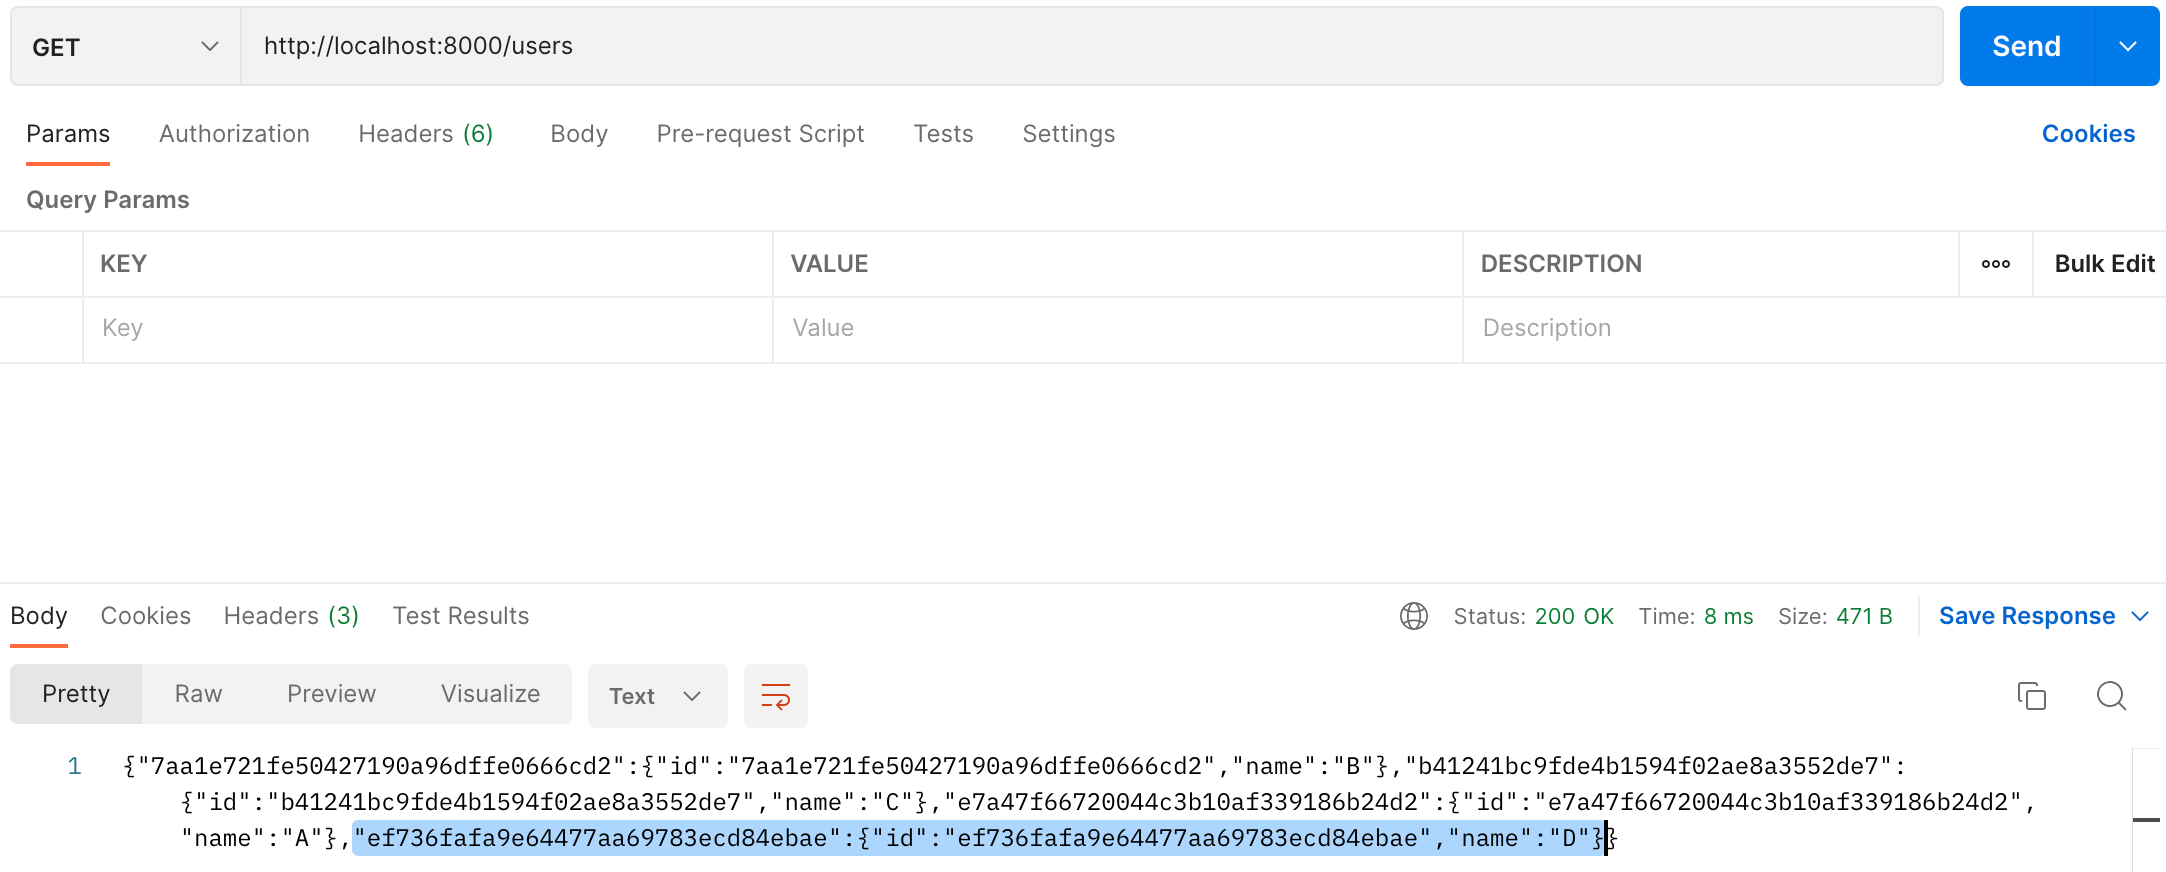 GET http://localhost:8000/users Send
Params Authorization Headers (6) Body Pre-request Script Tests Settings Cookies
Query Params
KEY VALUE DESCRIPTION ooo Bulk Edit
Key Value Description
Body Cookies Headers (3) Test Results Status: 200 OK Time: 8 ms Size: 471 B Save Response
Pretty Raw Preview Visualize Text
1 {"7aa1e721fe50427190a96dffe0666cd2":{"id":"7aa1e721fe50427190a96dffe0666cd2","name":"B"},"b41241bc9fde4b1594f02ae8a3552de7":
{"id":"b41241bc9fde4b1594f02ae8a3552de7","name":"C"},"e7a47f66720044c3b10af339186b24d2":{"id":"e7a47f66720044c3b10af339186b24d2",
"name":"A"},"ef736fafa9e64477aa69783ecd84ebae":{"id":"ef736fafa9e64477aa69783ecd84ebae","name":"D"}}